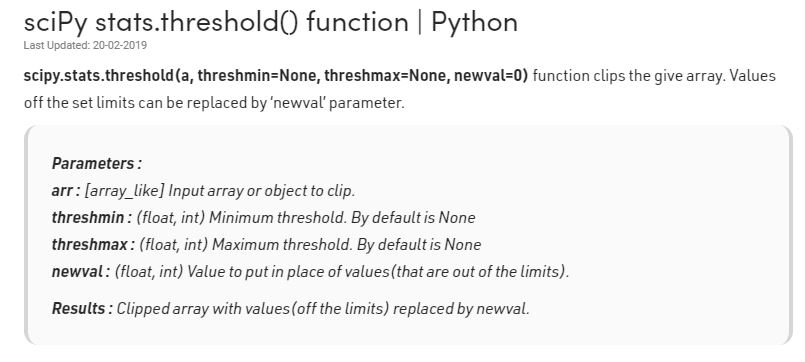 sciPy stats.threshold() function | Python
Last Updated: 20-02-2019
scipy.stats.threshold(a, threshmin=None, threshmax=None, newval=0) function clips the give array. Values
off the set limits can be replaced by ‘newval’ parameter.
Parameters :
arr : [array_like] Input array or object to clip.
threshmin : (float, int) Minimum threshold. By default is None
threshmax : (float, int) Maximum threshold. By default is None
newval : (float, int) Value to put in place of values(that are out of the limits).
Results : Clipped array with values(off the limits) replaced by newval.